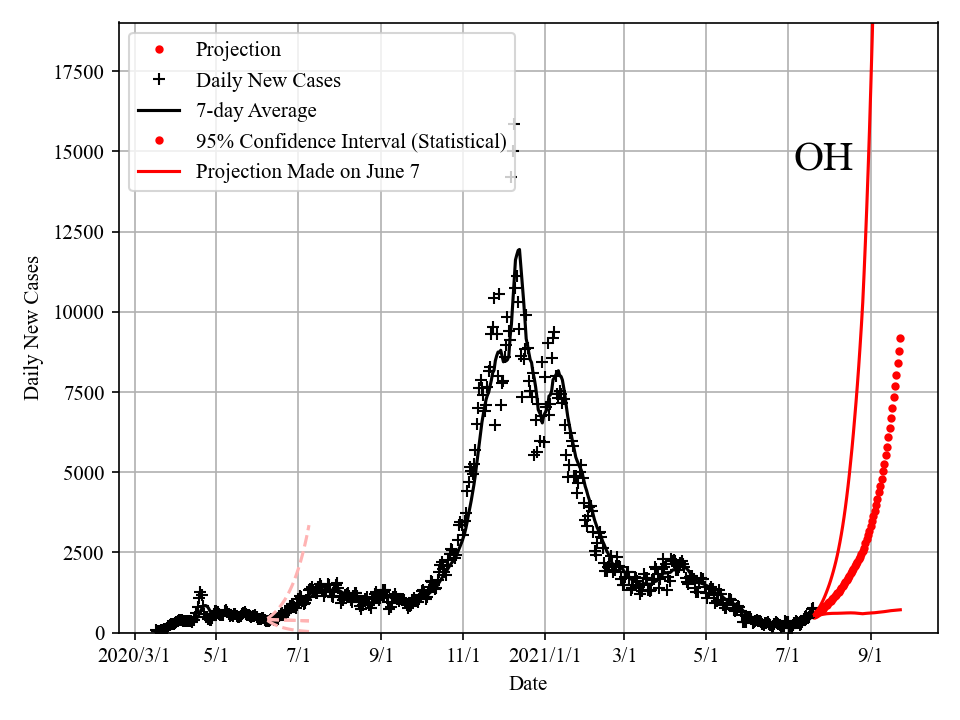 Projection
Daily New Cases
7-day Average
95% Confidence Interval (Statistical)
Projection Made on June 7
OH
17500
15000
12500
10000
7500
5000
2500
0
Daily New Cases
2020/3/1 5/1 7/1 9/1 11/1 2021/1/1 3/1 5/1 7/1 9/1
Date